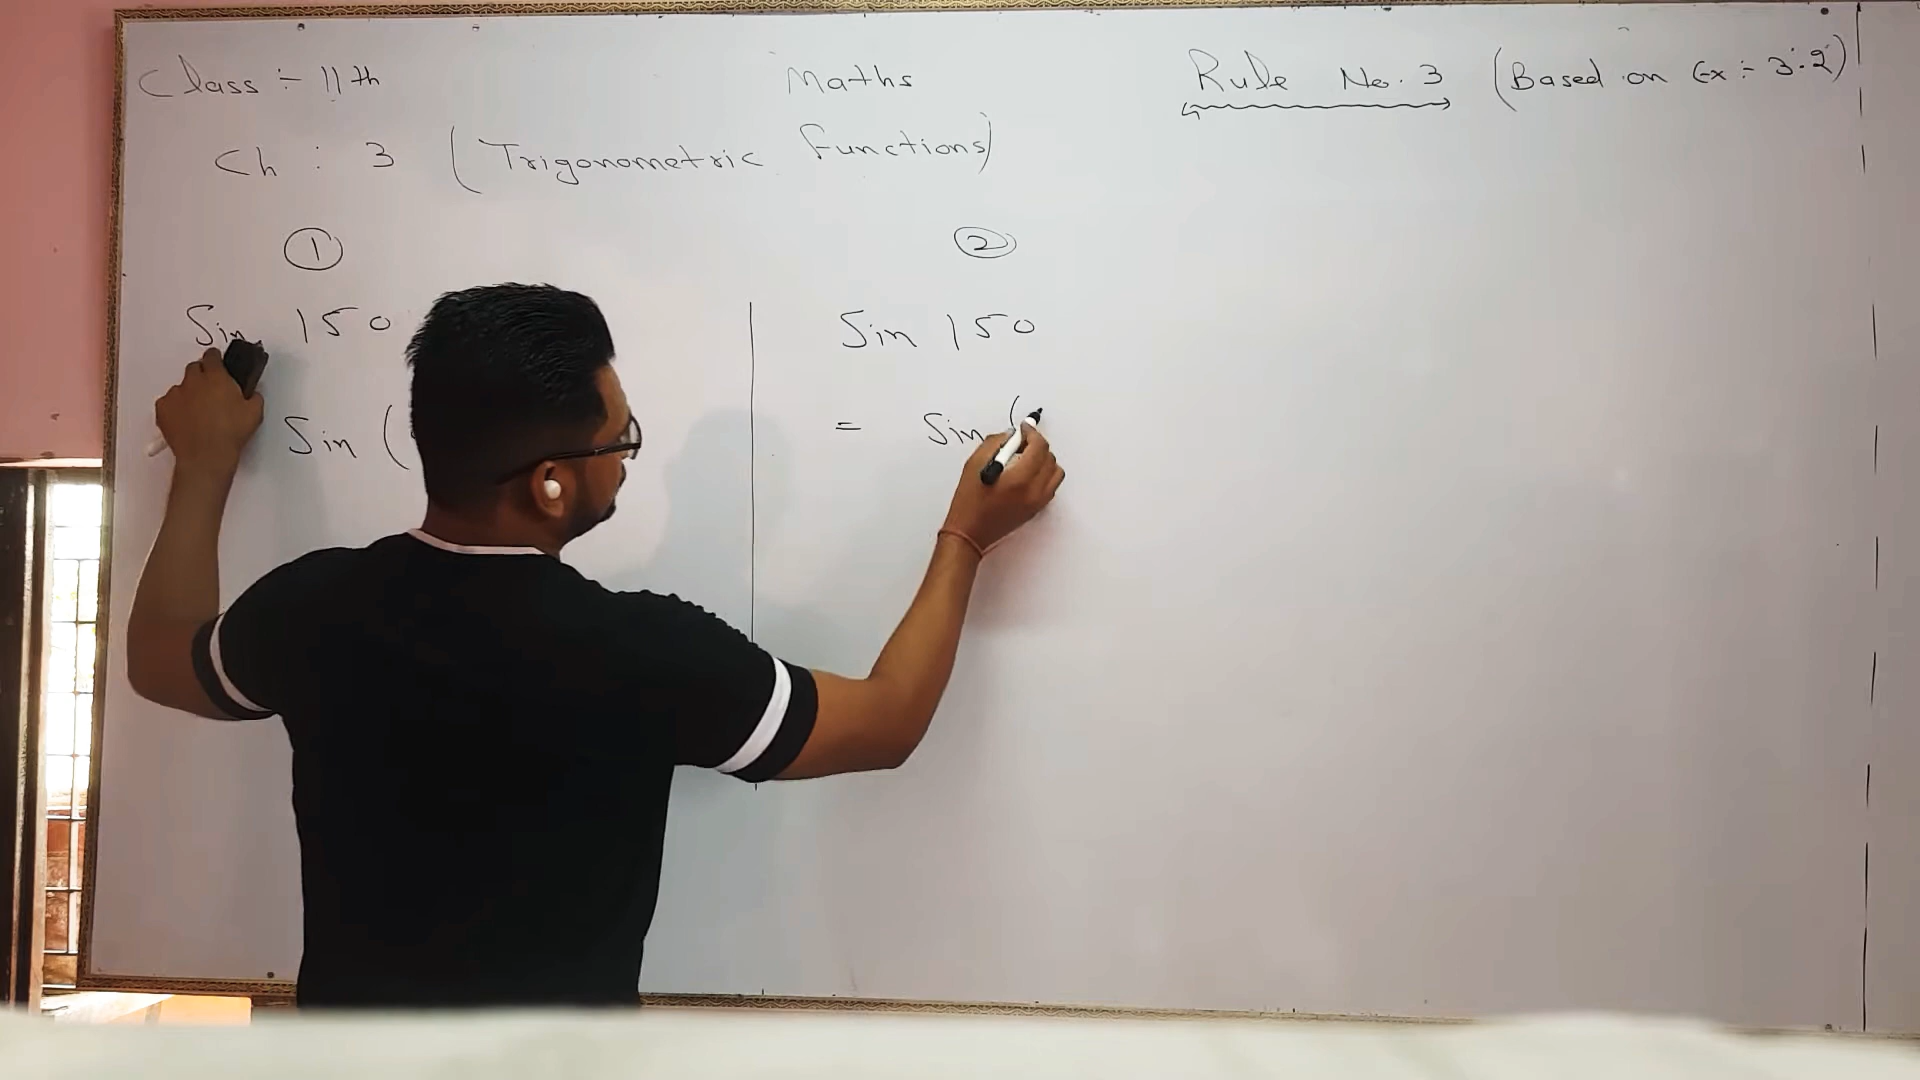 Class :- 11th Maths Rule No. 3 (Based on Ex :- 3.2)
Ch : 3 (Trigonometric Functions)
① ②
Sin 150 Sin 150
Sin ( = Sin (